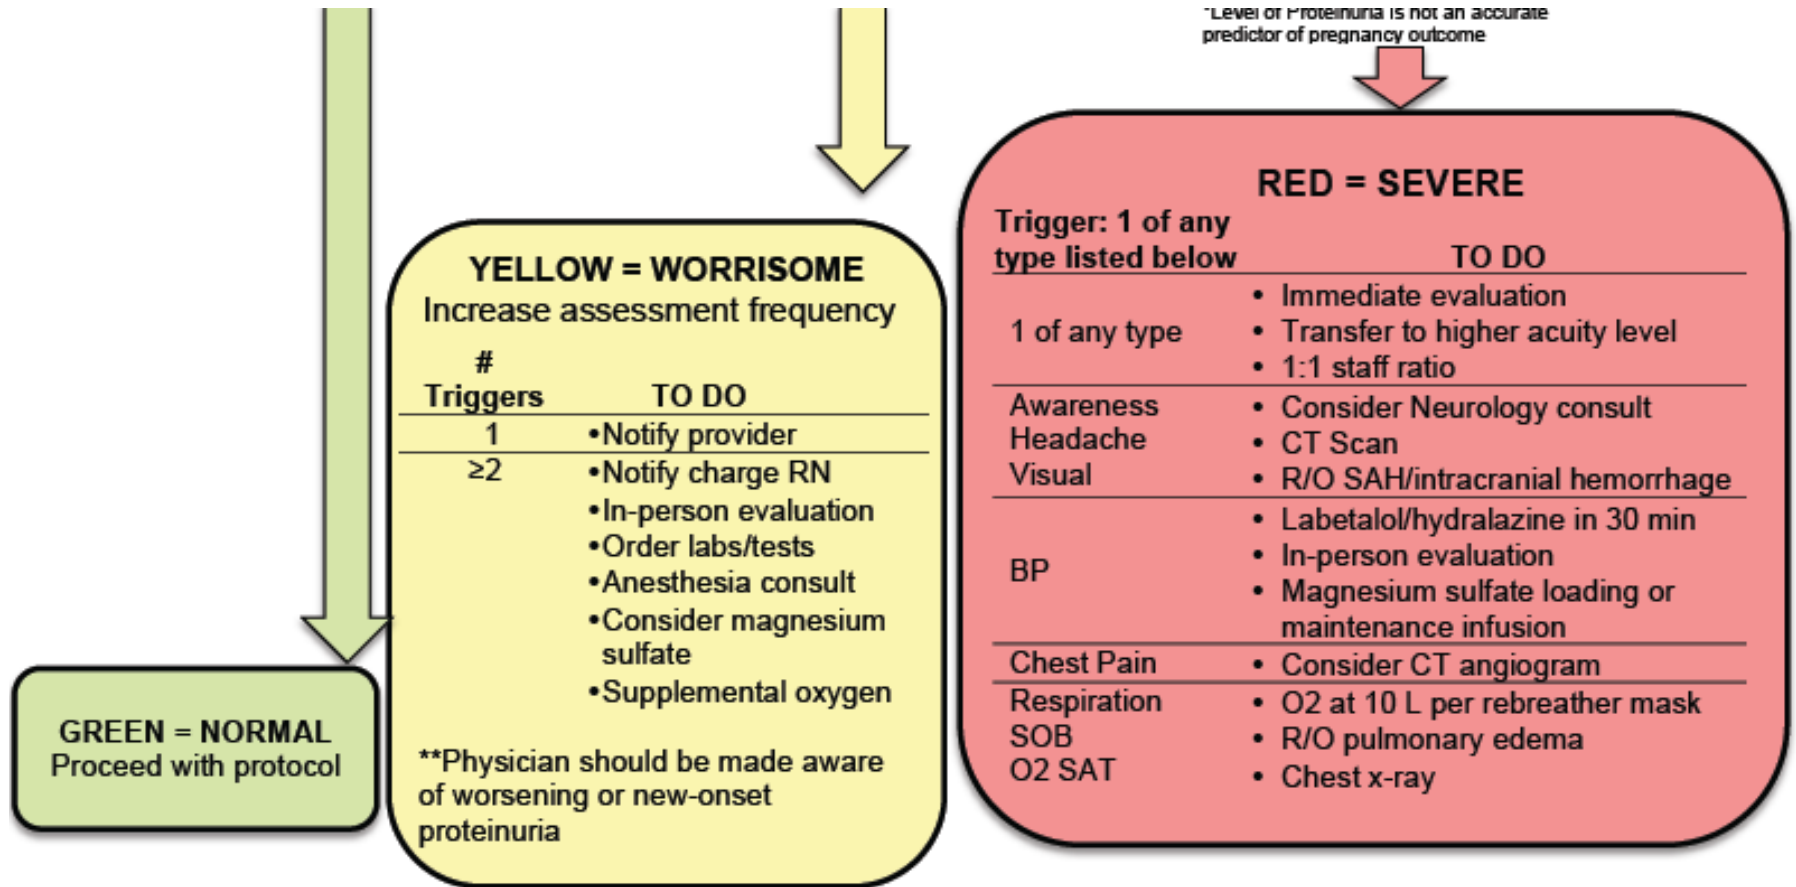 *Level of Proteinuria is not an accurate
predictor of pregnancy outcome
GREEN = NORMAL
Proceed with protocol
YELLOW = WORRISOME
Increase assessment frequency
#
Triggers TO DO
1 •Notify provider
≥2 •Notify charge RN
•In-person evaluation
•Order labs/tests
•Anesthesia consult
•Consider magnesium
sulfate
•Supplemental oxygen
**Physician should be made aware
of worsening or new-onset
proteinuria
RED = SEVERE
Trigger: 1 of any
type listed below TO DO
1 of any type
• Immediate evaluation
• Transfer to higher acuity level
• 1:1 staff ratio
Awareness • Consider Neurology consult
Headache • CT Scan
Visual • R/O SAH/intracranial hemorrhage
BP
• Labetalol/hydralazine in 30 min
• In-person evaluation
• Magnesium sulfate loading or
maintenance infusion
Chest Pain • Consider CT angiogram
Respiration • O2 at 10 L per rebreather mask
SOB • R/O pulmonary edema
O2 SAT • Chest x-ray